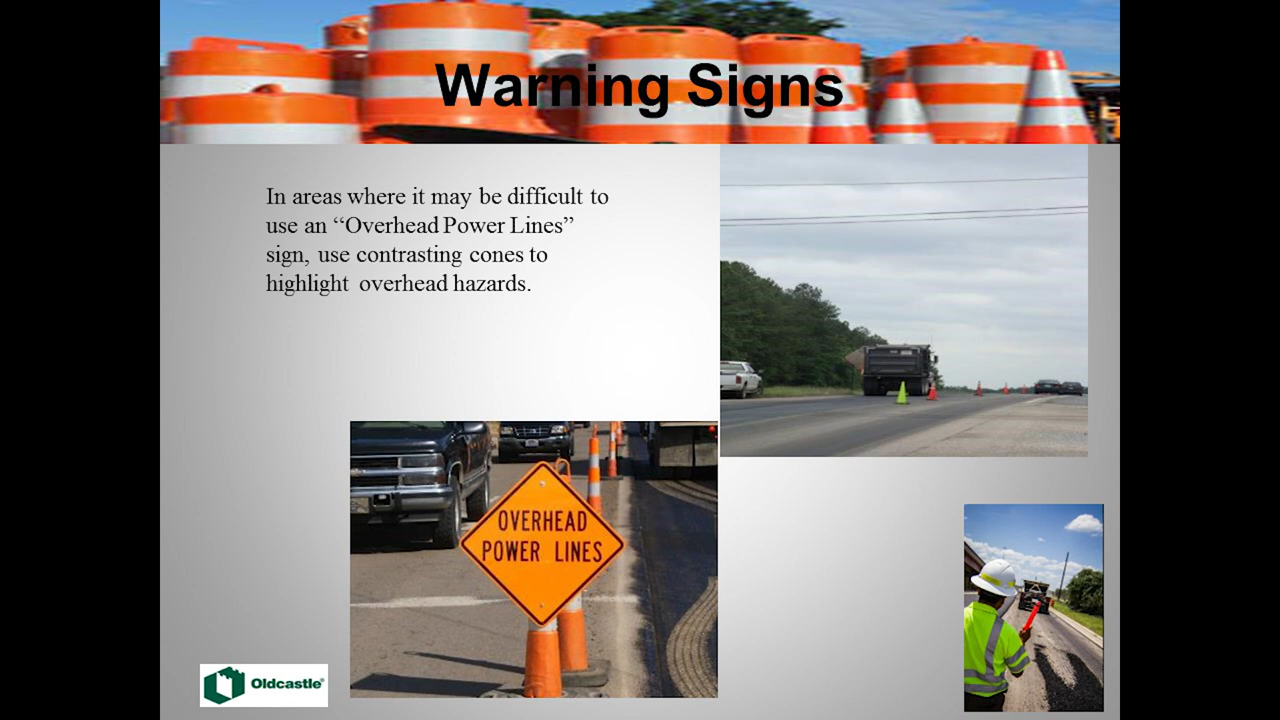 Warning Signs
In areas where it may be difficult to
use an “Overhead Power Lines”
sign, use contrasting cones to
highlight overhead hazards.
OVERHEAD
POWER LINES
Oldcastle®